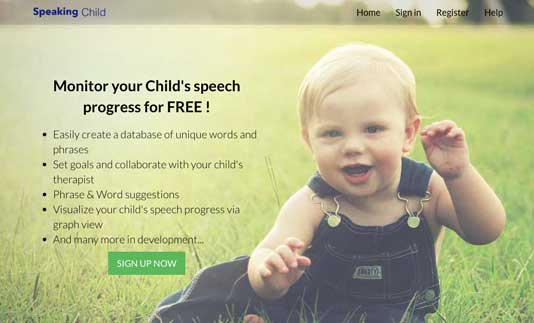 Speaking Child
Home Sign in Register Help
Monitor your Child's speech
progress for FREE !
Easily create a database of unique words and
phrases
Set goals and collaborate with your child's
therapist
Phrase & Word suggestions
Visualize your child's speech progress via
graph view
And many more in development...
SIGN UP NOW